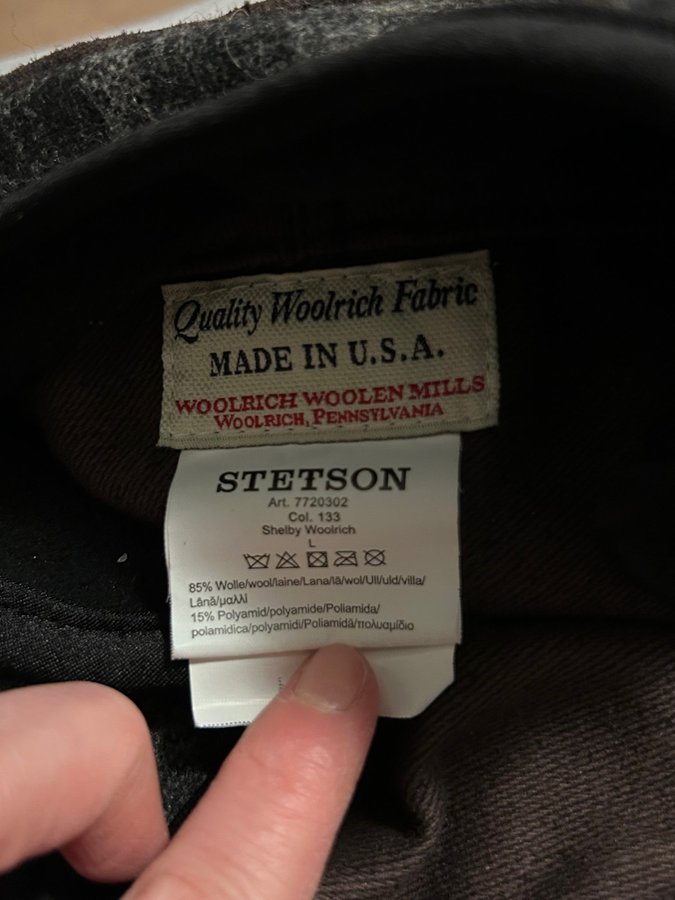 Quality Woolrich Fabric
MADE IN U.S.A.
WOOLRICH WOOLEN MILLS
WOOLRICH, PENNSYLVANIA
STETSON
Art. 7720302
Col. 133
Shelby Woolrich
L
85% Wolle/wool/laine/Lana/lã/wol/Ull/uld/villa/
Lână/μαλλί
15% Polyamid/polyamide/Poliamida/
polamidica/polyamidi/Poliamidă/πολυαμίδιο